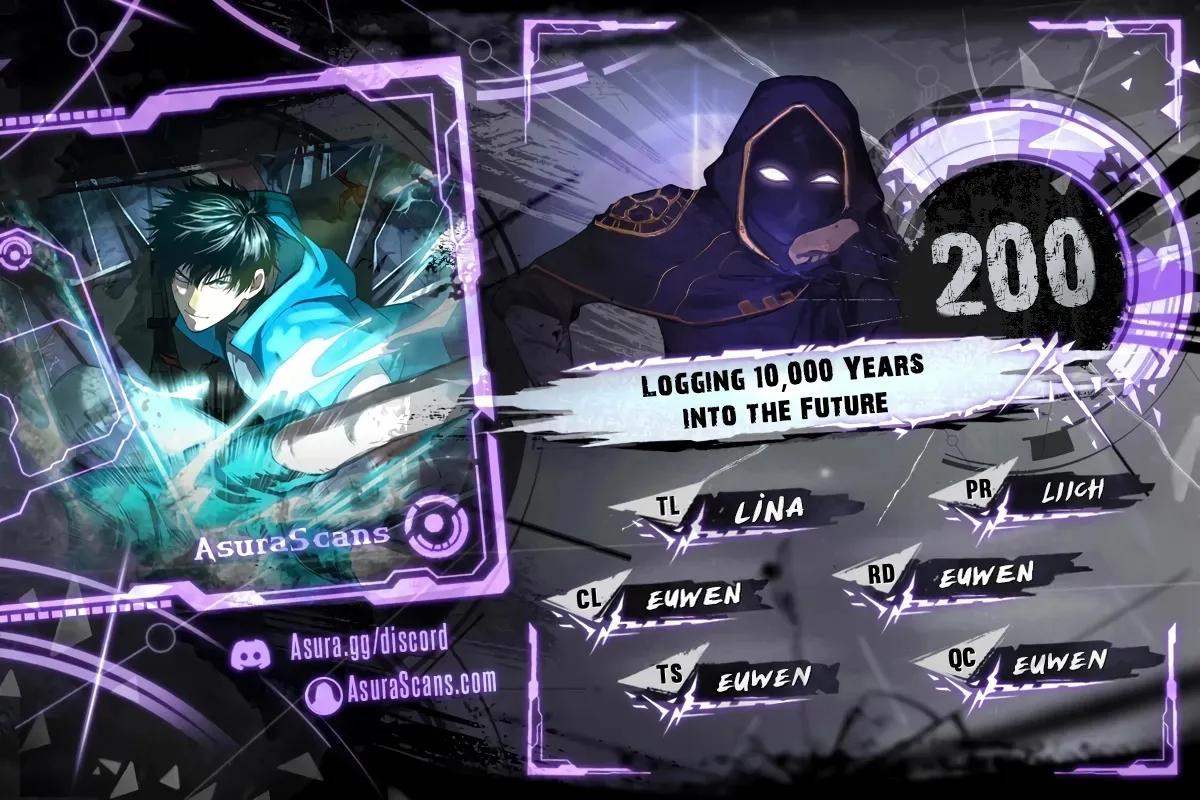 200
LOGGING 10,000 YEARS
INTO THE FUTURE
TL LINA
PR LIICH
CL EUWEN
RD EUWEN
TS EUWEN
QC EUWEN
AsuraScans
Asura.gg/discord
AsuraScans.com